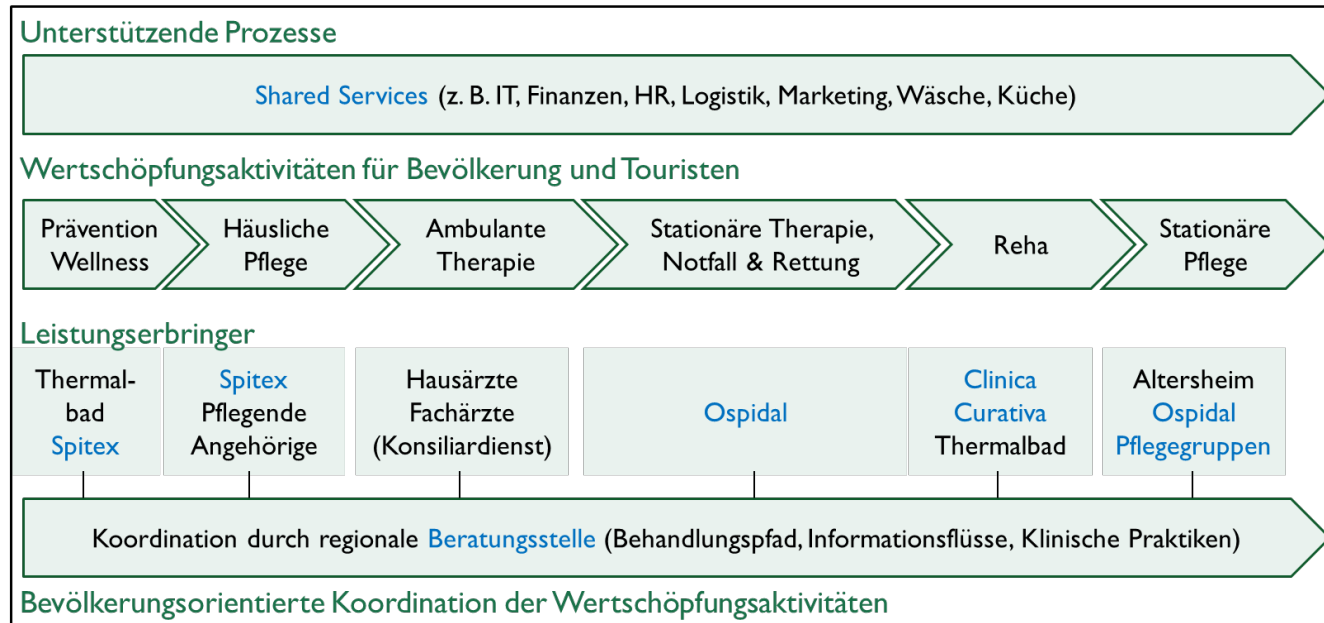 Unterstützende Prozesse
Shared Services (z. B. IT, Finanzen, HR, Logistik, Marketing, Wäsche, Küche)
Wertschöpfungsaktivitäten für Bevölkerung und Touristen
Prävention
Wellness
Häusliche
Pflege
Ambulante
Therapie
Stationäre Therapie,
Notfall & Rettung
Reha
Stationäre
Pflege
Leistungserbringer
Thermal-
bad
Spitex
Spitex
Pflegende
Angehörige
Hausärzte
Fachärzte
(Konsiliardienst)
Ospidal
Clinica
Curativa
Thermalbad
Altersheim
Ospidal
Pflegegruppen
Koordination durch regionale Beratungsstelle (Behandlungspfad, Informationsflüsse, Klinische Praktiken)
Bevölkerungsorientierte Koordination der Wertschöpfungsaktivitäten